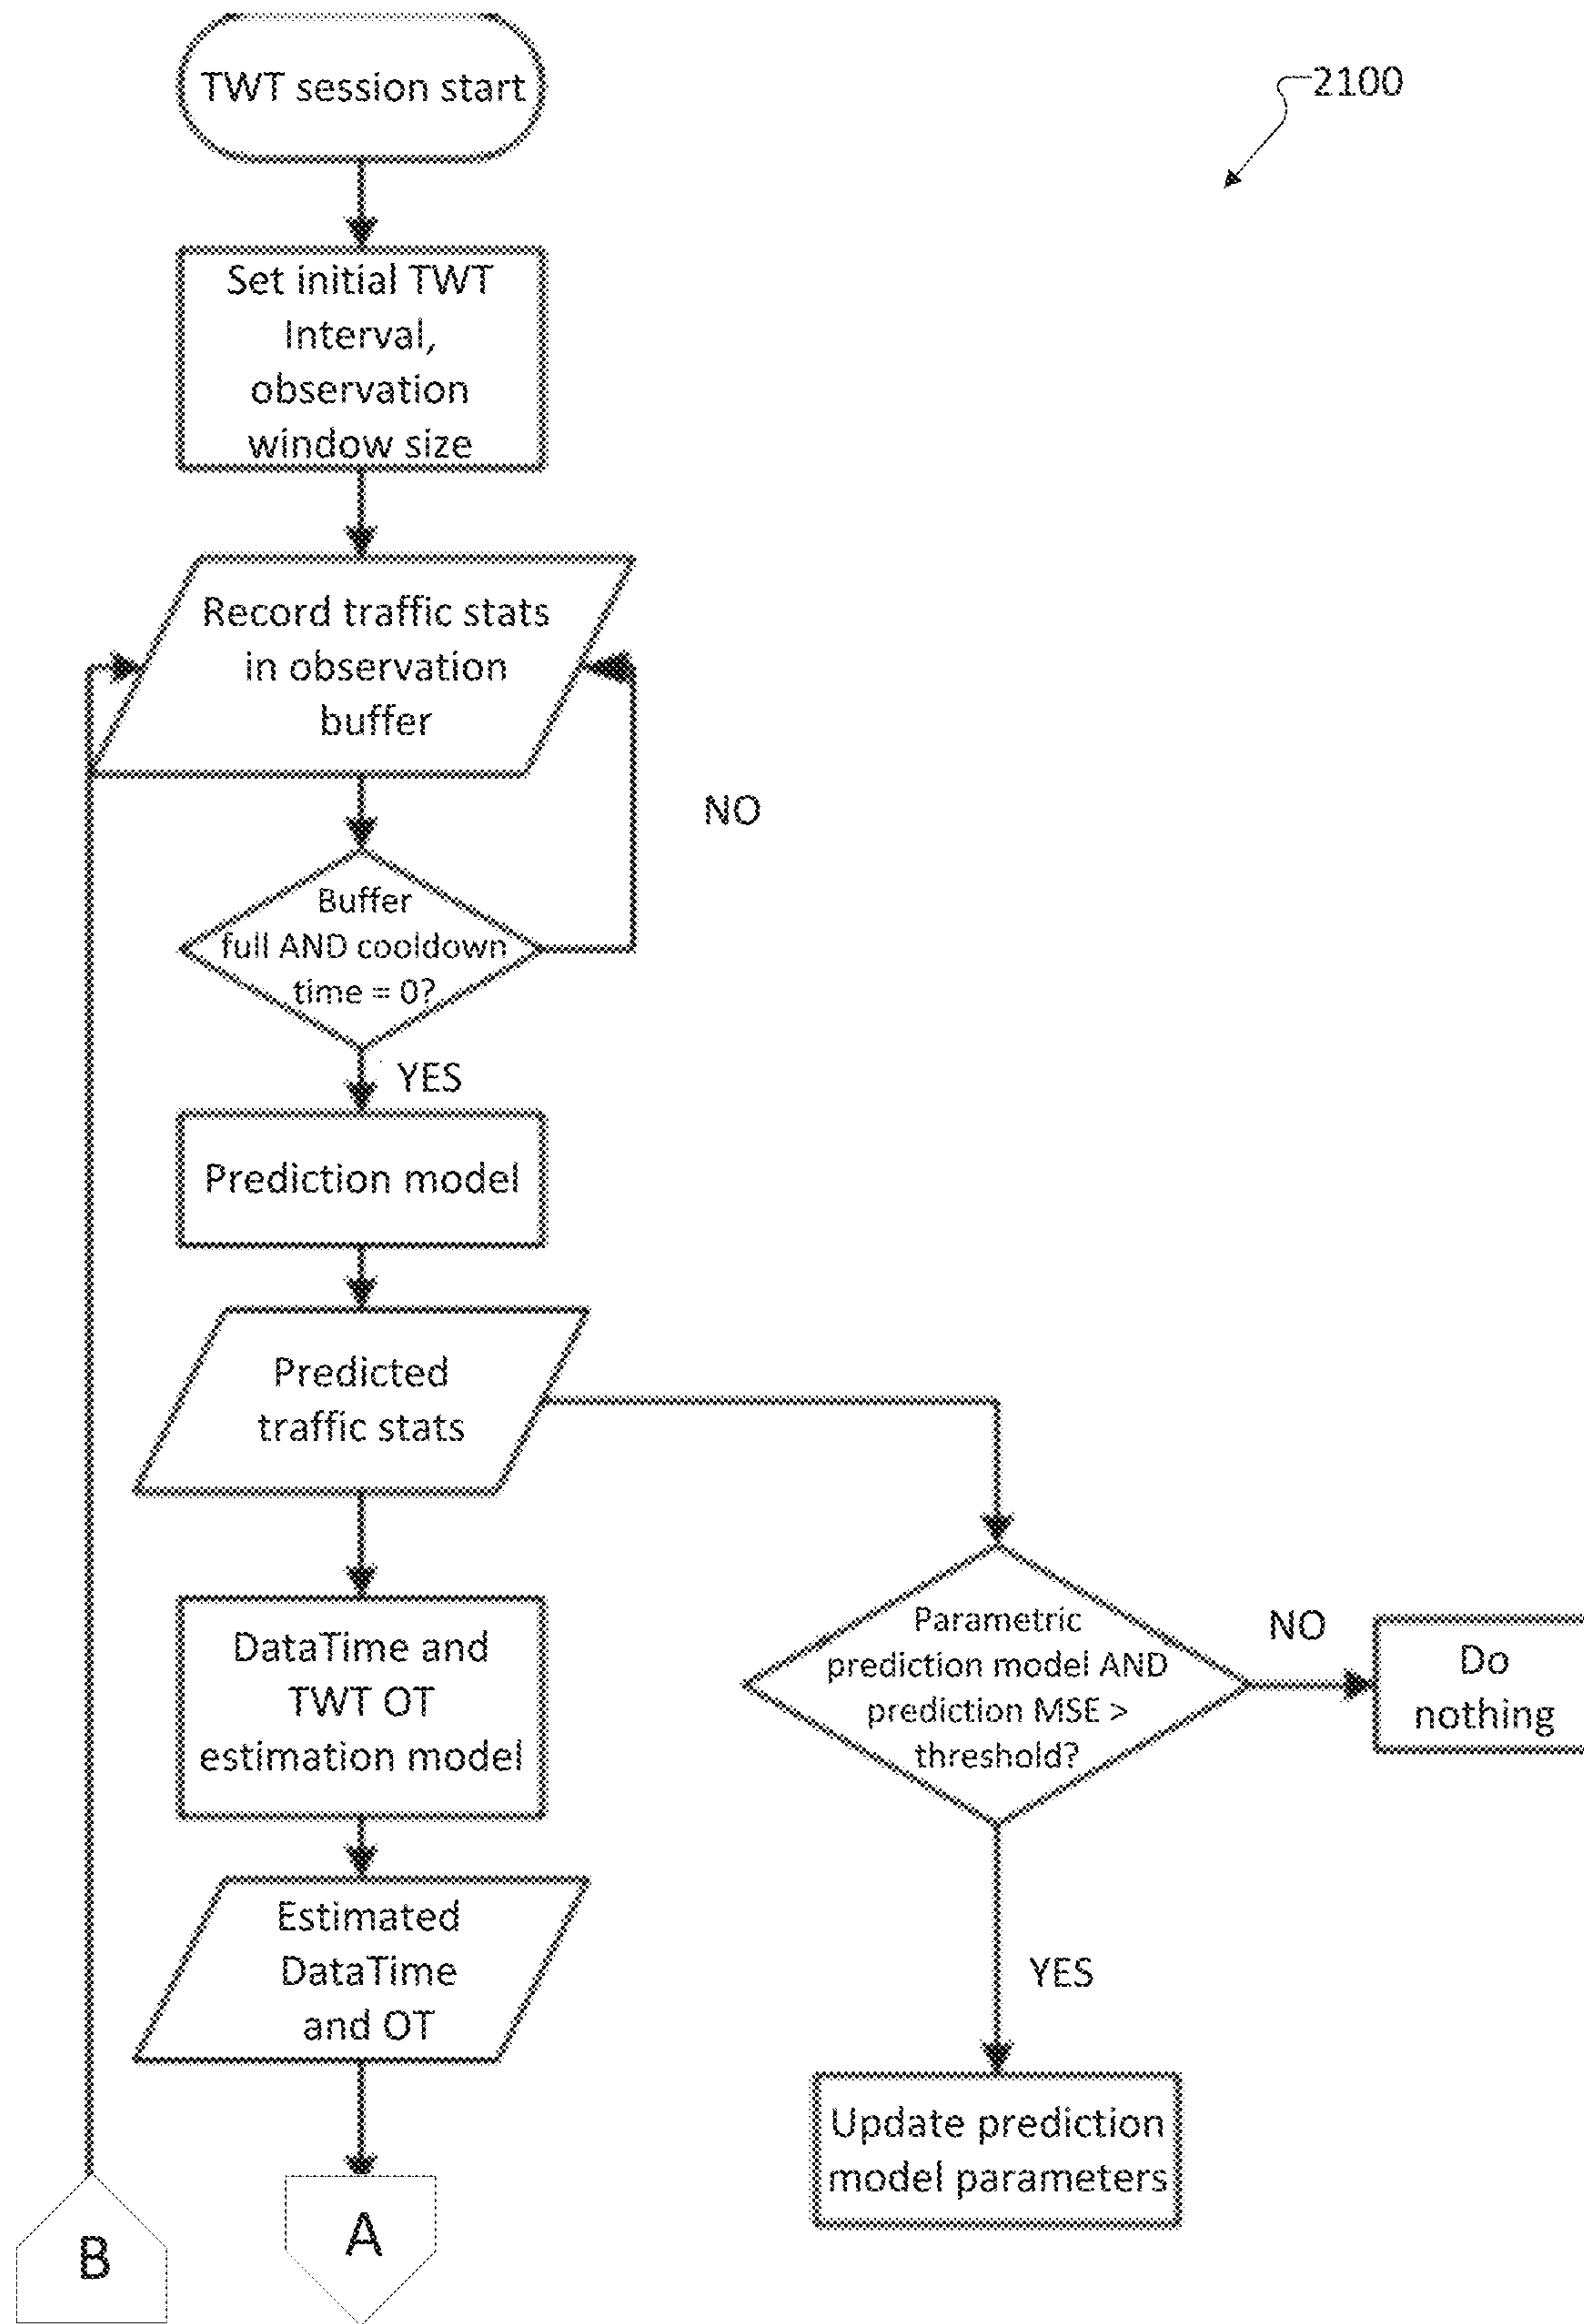 TWT session start
2100
Set initial TWT
Interval,
observation
window size
Record traffic stats
in observation
buffer
NO
Buffer
full AND cooldown
time = 0?
YES
Prediction model
Predicted
traffic stats
DataTime and
TWT OT
estimation model
Parametric
prediction model AND
prediction MSE >
threshold?
NO
Do
nothing
Estimated
DataTime
and OT
YES
Update prediction
model parameters
B
A